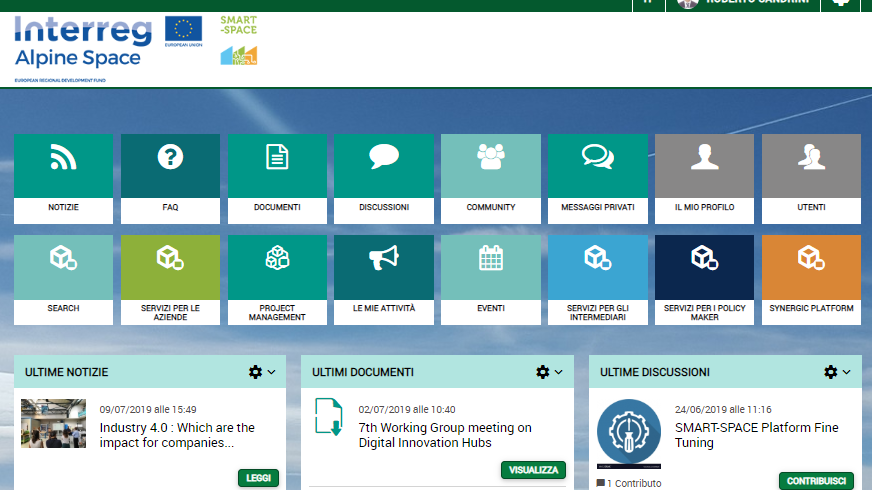 ROBERTO SANDRINI
Interreg
Alpine Space
EUROPEAN UNION
EUROPEAN REGIONAL DEVELOPMENT FUND
SMART
-SPACE
NOTIZIE
FAQ
DOCUMENTI
DISCUSSIONI
COMMUNITY
MESSAGGI PRIVATI
IL MIO PROFILO
UTENTI
SEARCH
SERVIZI PER LE
AZIENDE
PROJECT
MANAGEMENT
LE MIE ATTIVITÀ
EVENTI
SERVIZI PER GLI
INTERMEDIARI
SERVIZI PER I POLICY
MAKER
SYNERGIC PLATFORM
ULTIME NOTIZIE
09/07/2019 alle 15:49
Industry 4.0 : Which are the
impact for companies...
LEGGI
ULTIMI DOCUMENTI
02/07/2019 alle 10:40
7th Working Group meeting on
Digital Innovation Hubs
VISUALIZZA
ULTIME DISCUSSIONI
24/06/2019 alle 11:16
SMART-SPACE Platform Fine
Tuning
1 Contributo
CONTRIBUISCI